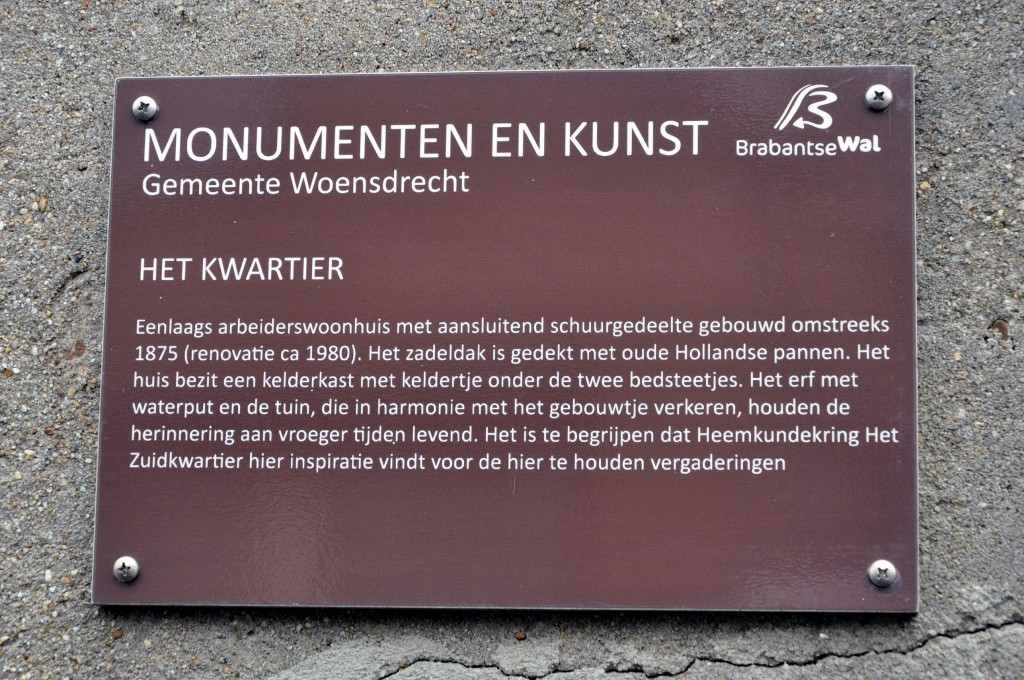 MONUMENTEN EN KUNST
Gemeente Woensdrecht
BrabantseWal
HET KWARTIER
Eenlaags arbeiderswoonhuis met aansluitend schuurgedeelte gebouwd omstreeks
1875 (renovatie ca 1980). Het zadeldak is gedekt met oude Hollandse pannen. Het
huis bezit een kelderkast met keldertje onder de twee bedsteetjes. Het erf met
waterput en de tuin, die in harmonie met het gebouwtje verkeren, houden de
herinnering aan vroeger tijden levend. Het is te begrijpen dat Heemkundekring Het
Zuidkwartier hier inspiratie vindt voor de hier te houden vergaderingen